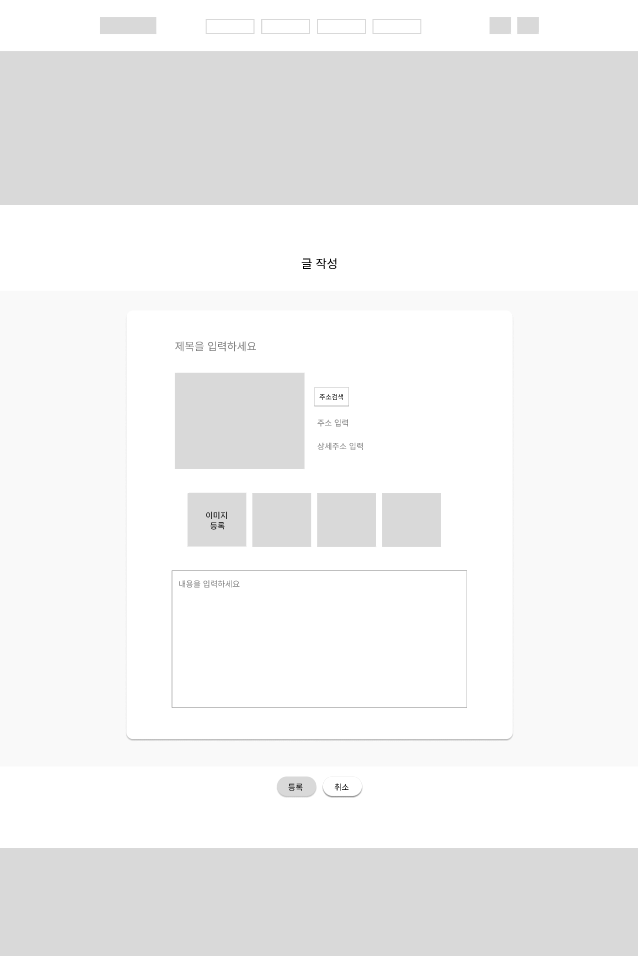 글 작성
제목을 입력하세요
주소검색
주소 입력
상세주소 입력
이미지
등록
내용을 입력하세요
등록
취소